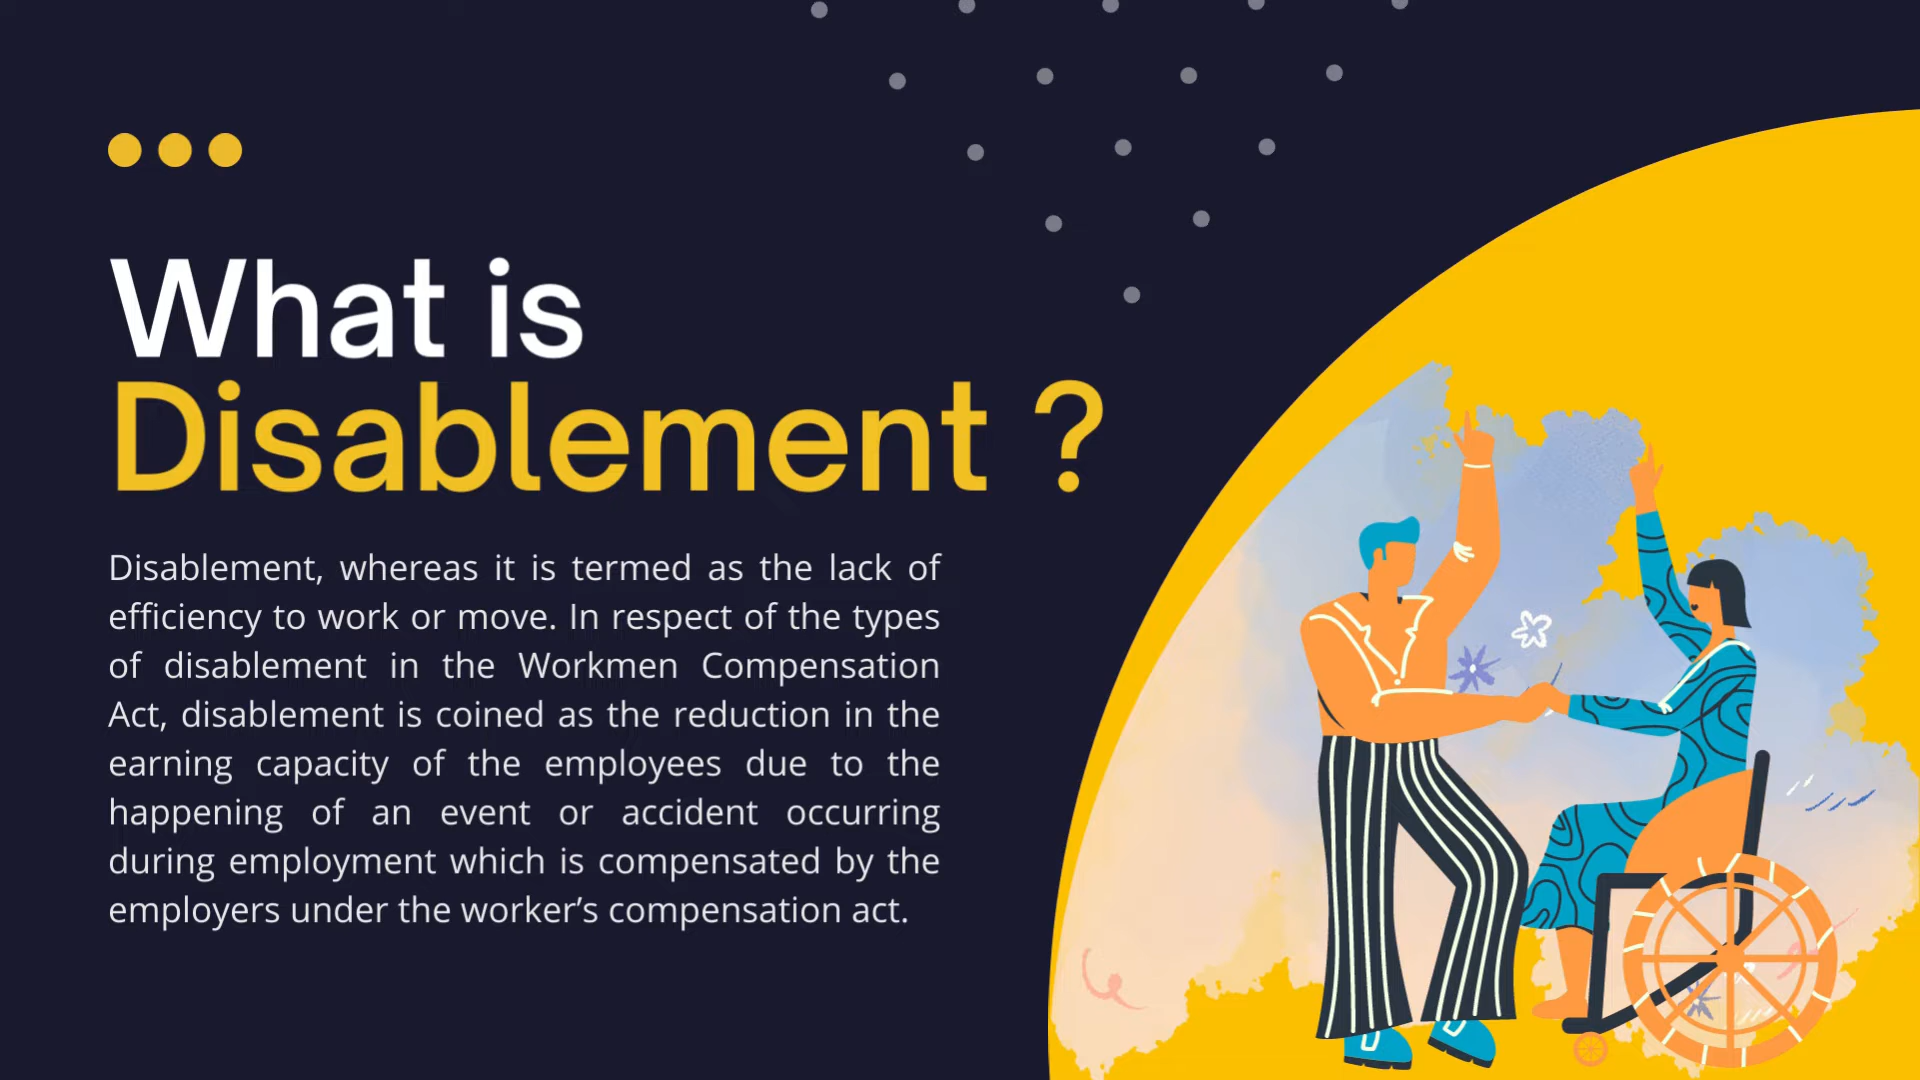 What is
Disablement ?
Disablement, whereas it is termed as the lack of
efficiency to work or move. In respect of the types
of disablement in the Workmen Compensation
Act, disablement is coined as the reduction in the
earning capacity of the employees due to the
happening of an event or accident occurring
during employment which is compensated by the
employers under the worker’s compensation act.